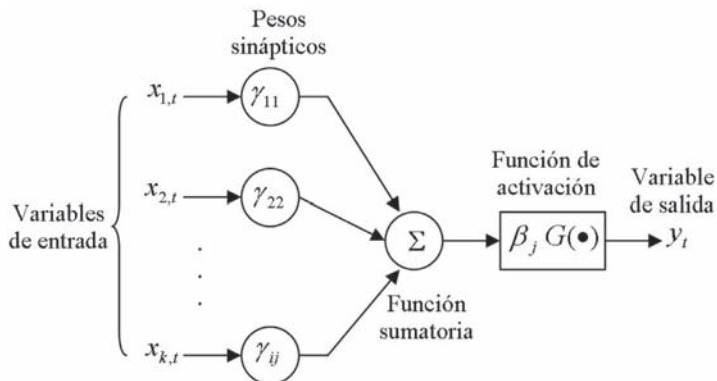 Pesos
sinápticos
x1,t
γ11
Variables
de entrada
x2,t
γ22
.
.
.
xk,t
γij
Σ
Función
sumatoria
Función de
activación
βj G(•)
Variable
de salida
yt